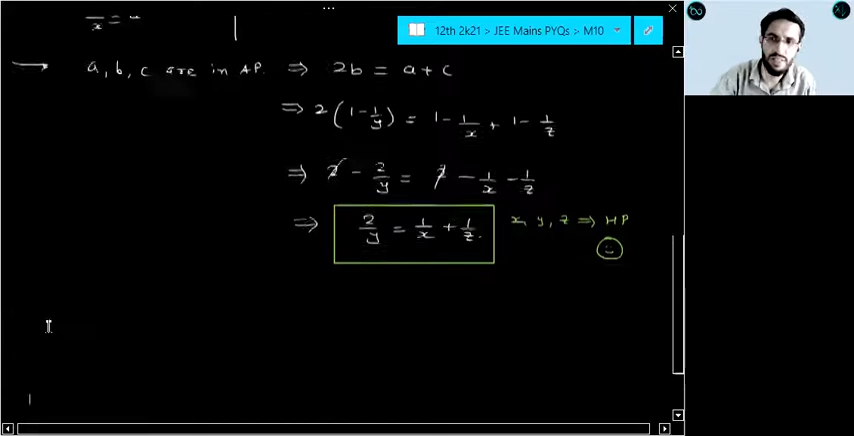 12th 2k21 > JEE Mains PYQs > M10
→ a, b, c are in AP. ⇒ 2b = a + c
⇒ 2 (1 - 1/y) = 1 - 1/x + 1 - 1/z
⇒ 2 - 2/y = 2 - 1/x - 1/z
⇒ 2/y = 1/x + 1/z. x, y, z ⇒ HP